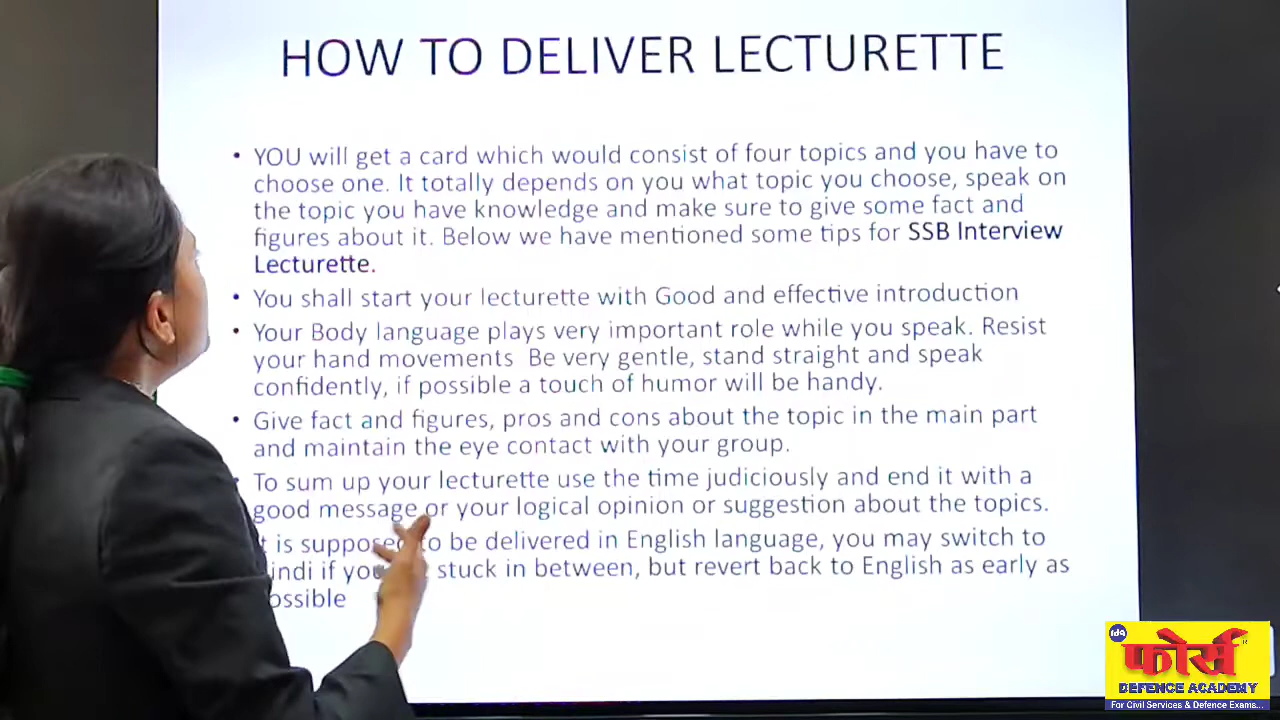 HOW TO DELIVER LECTURETTE
• YOU will get a card which would consist of four topics and you have to
choose one. It totally depends on you what topic you choose, speak on
the topic you have knowledge and make sure to give some fact and
figures about it. Below we have mentioned some tips for SSB Interview
Lecturette.
• You shall start your lecturette with Good and effective introduction
• Your Body language plays very important role while you speak. Resist
your hand movements Be very gentle, stand straight and speak
confidently, if possible a touch of humor will be handy.
• Give fact and figures, pros and cons about the topic in the main part
and maintain the eye contact with your group.
• To sum up your lecturette use the time judiciously and end it with a
good message or your logical opinion or suggestion about the topics.
is supposed to be delivered in English language, you may switch to
indi if you stuck in between, but revert back to English as early as
ossible
fda
फोर्स
DEFENCE ACADEMY
For Civil Services & Defence Exams...